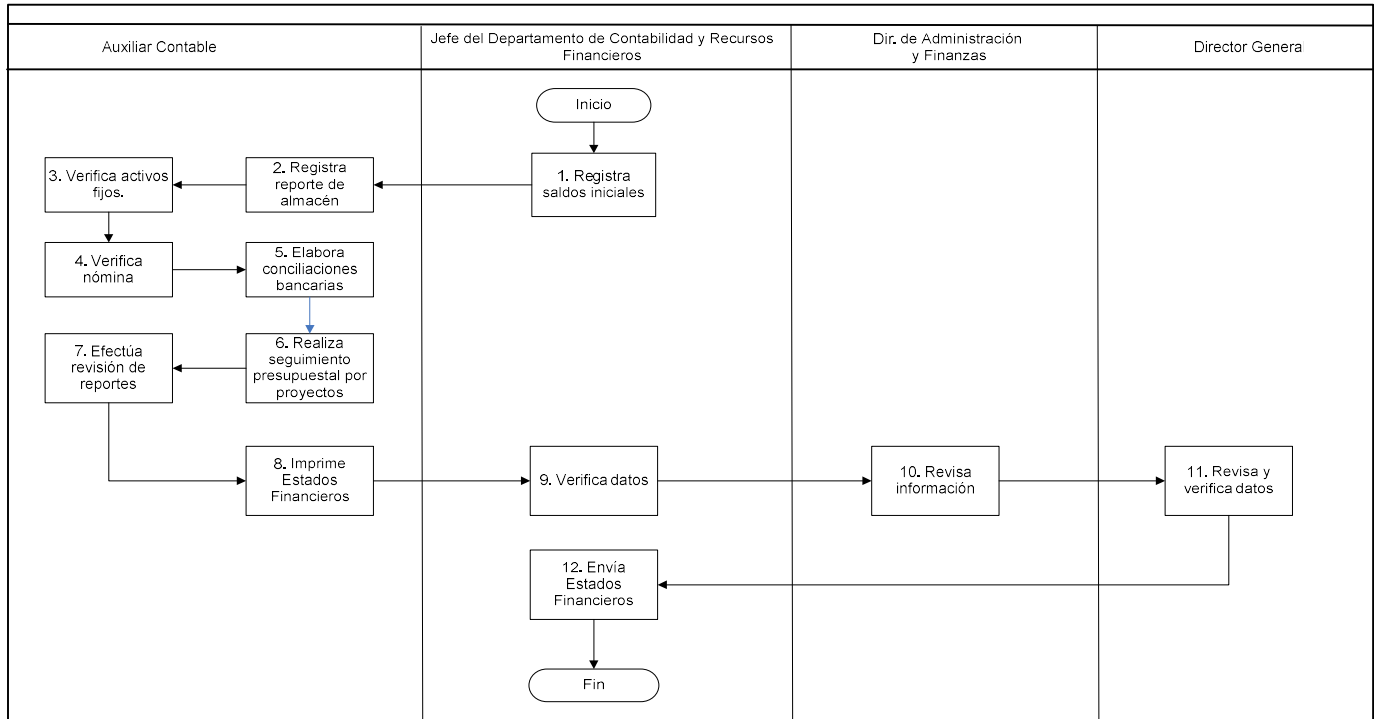 Auxiliar Contable
Jefe del Departamento de Contabilidad y Recursos
Financieros
Dir. de Administración
y Finanzas
Director General
Inicio
1. Registra
saldos iniciales
2. Registra
reporte de
almacén
3. Verifica activos
fijos.
4. Verifica
nómina
5. Elabora
conciliaciones
bancarias
6. Realiza
seguimiento
presupuestal por
proyectos
7. Efectúa
revisión de
reportes
8. Imprime
Estados
Financieros
9. Verifica datos
10. Revisa
información
11. Revisa y
verifica datos
12. Envía
Estados
Financieros
Fin